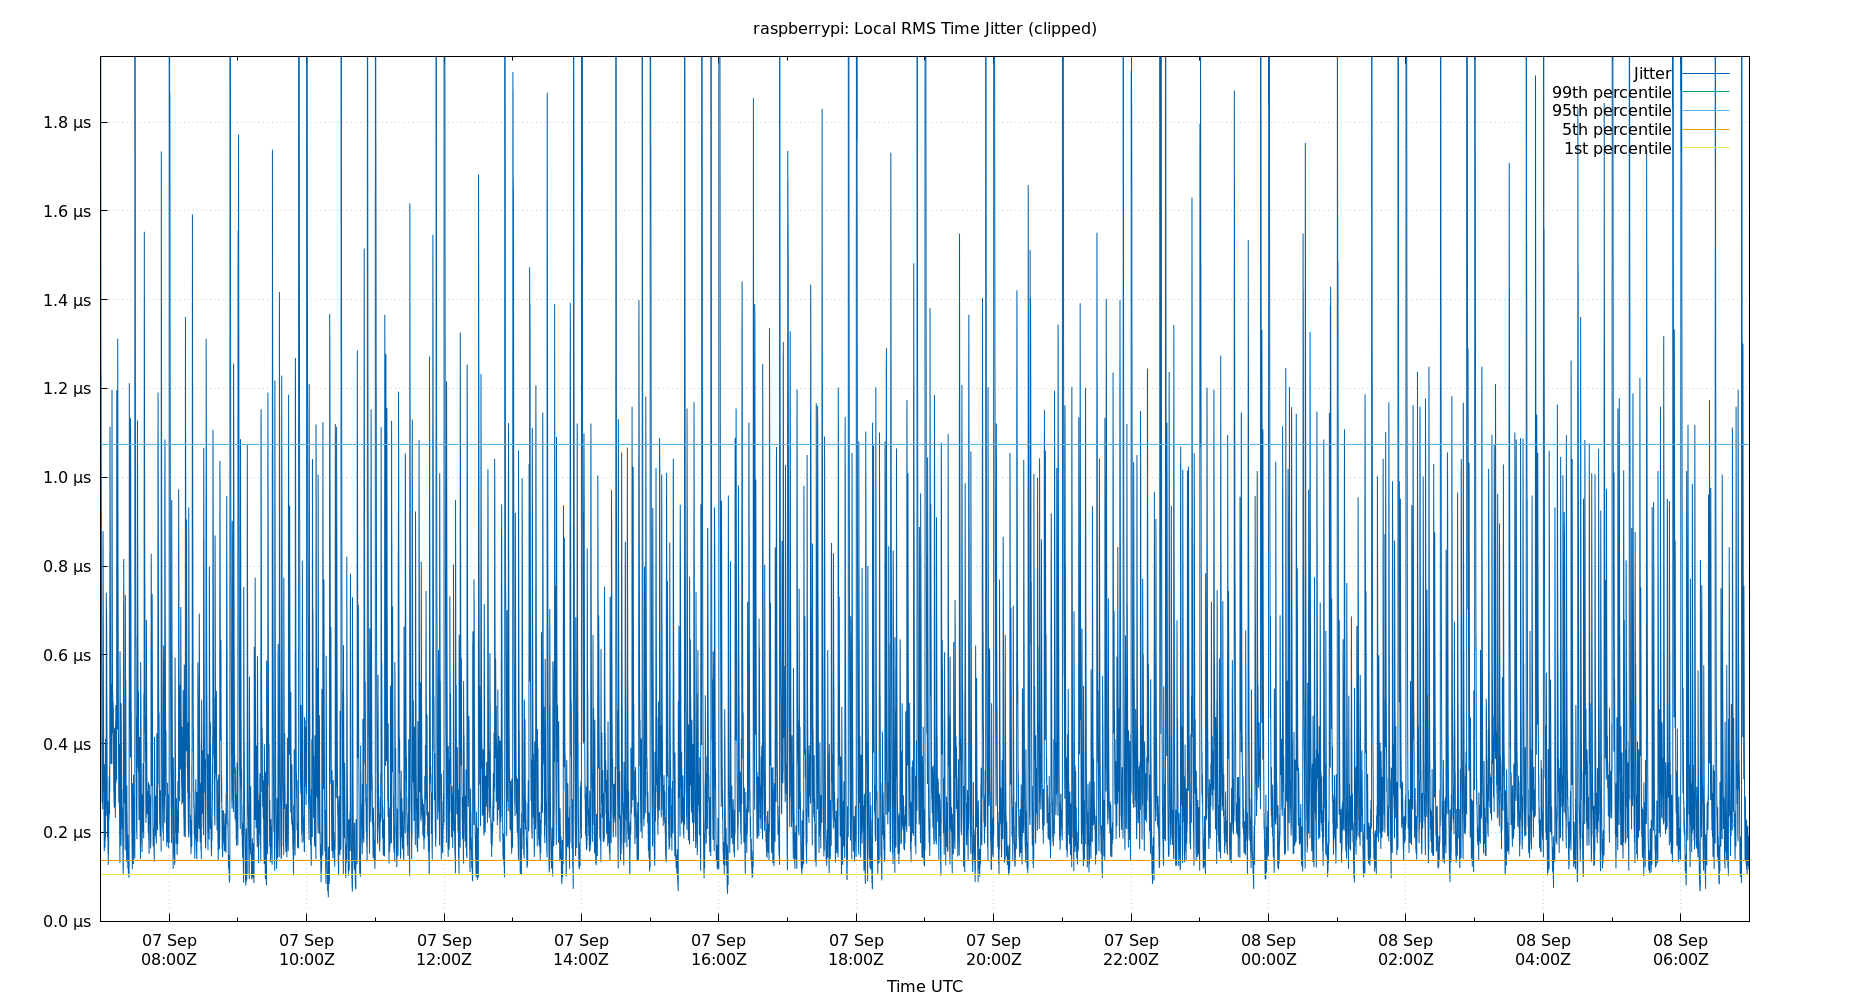 raspberrypi: Local RMS Time Jitter (clipped)
Jitter
99th percentile
95th percentile
5th percentile
1st percentile
1.8 µs
1.6 µs
1.4 µs
1.2 µs
1.0 µs
0.8 µs
0.6 µs
0.4 µs
0.2 µs
0.0 µs
07 Sep 07 Sep 07 Sep 07 Sep 07 Sep 07 Sep 07 Sep 07 Sep 08 Sep 08 Sep 08 Sep 08 Sep
08:00Z 10:00Z 12:00Z 14:00Z 16:00Z 18:00Z 20:00Z 22:00Z 00:00Z 02:00Z 04:00Z 06:00Z
Time UTC